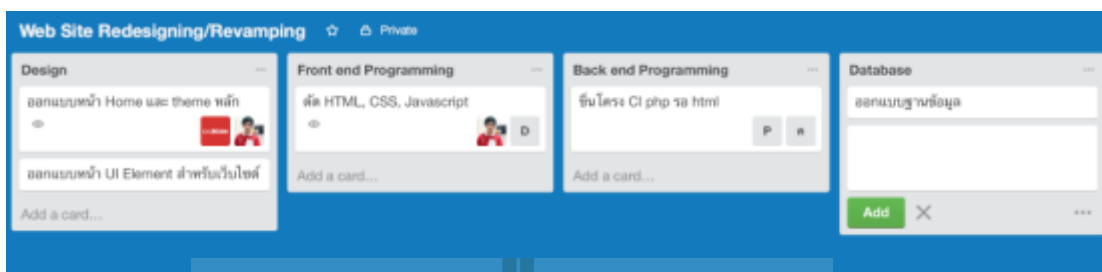 Web Site Redesigning/Revamping Private
Design
ออกแบบหน้า Home และ theme หลัก
ออกแบบหน้า UI Element สำหรับเว็บไซต์
Add a card...
Front end Programming
ตัด HTML, CSS, Javascript
D
Add a card...
Back end Programming
ขึ้นโครง CI php รอ html
P ด
Add a card...
Database
ออกแบบฐานข้อมูล
Add